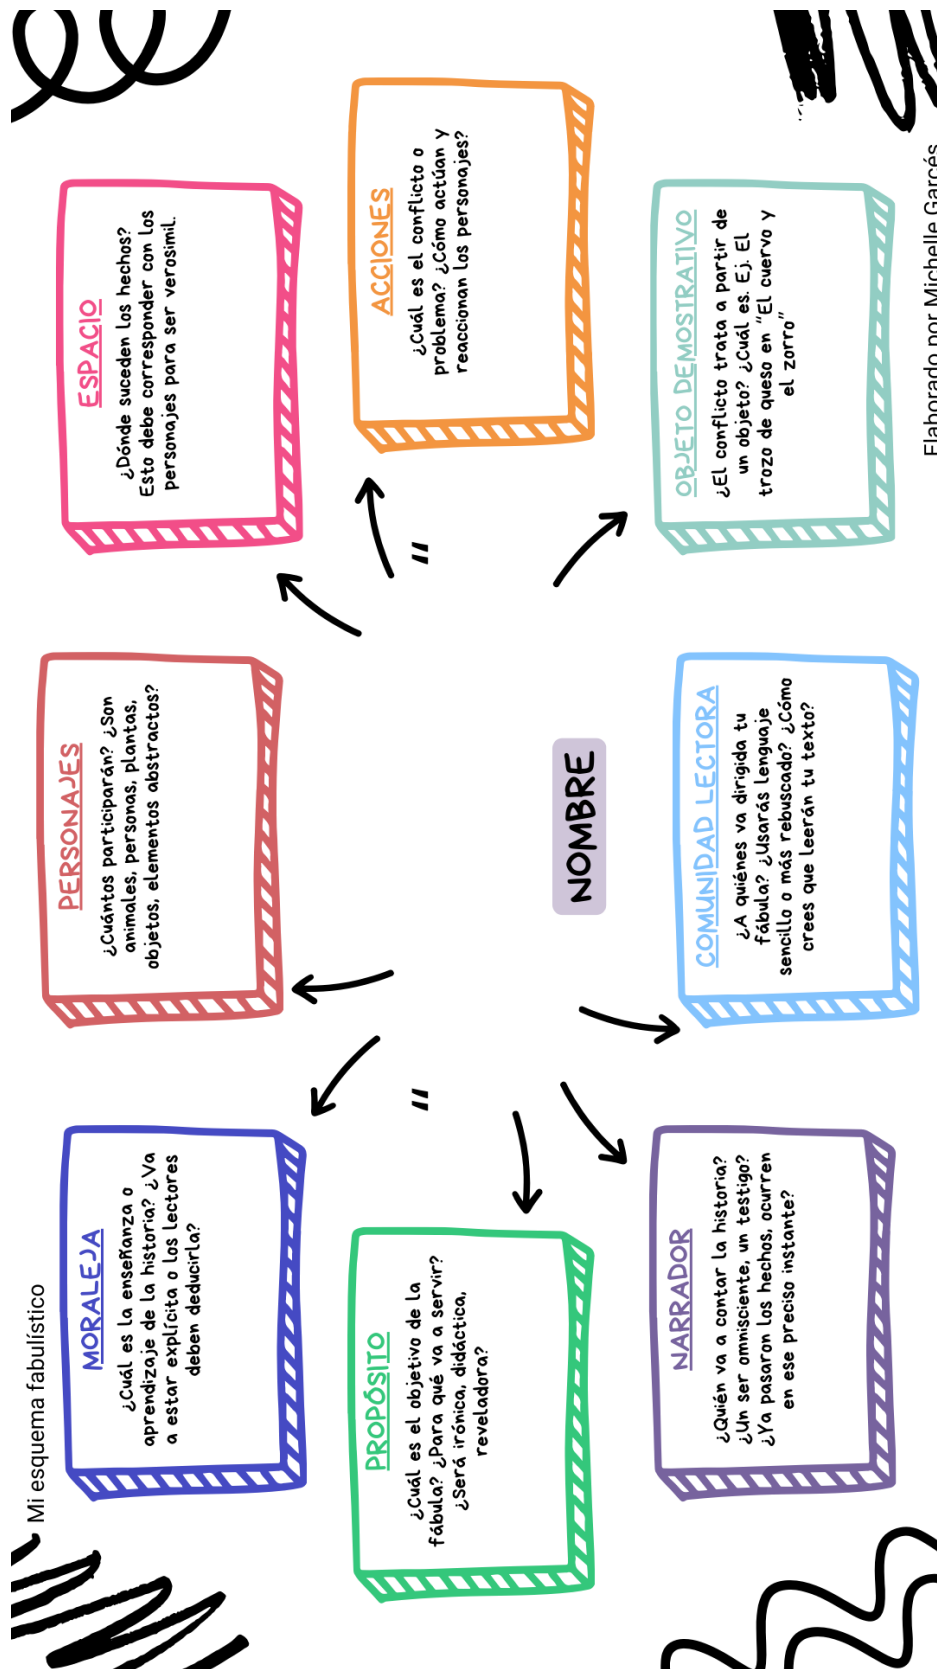 Mi esquema fabulístico
MORALEJA
¿Cuál es la enseñanza o
aprendizaje de la historia? ¿Va
a estar explícita o los lectores
deben deducirla?
PERSONAJES
¿Cuántos participarán? ¿Son
animales, personas, plantas,
objetos, elementos abstractos?
ESPACIO
¿Dónde suceden los hechos?
Esto debe corresponder con los
personajes para ser verosímil.
PROPÓSITO
¿Cuál es el objetivo de la
fábula? ¿Para qué va a servir?
¿Será irónica, didáctica,
reveladora?
"
"
ACCIONES
¿Cuál es el conflicto o
problema? ¿Cómo actúan y
reaccionan los personajes?
NOMBRE
NARRADOR
¿Quién va a contar la historia?
¿Un ser omnisciente, un testigo?
¿Ya pasaron los hechos, ocurren
en ese preciso instante?
COMUNIDAD LECTORA
¿A quiénes va dirigida tu
fábula? ¿Usarás lenguaje
sencillo o más rebuscado? ¿Cómo
crees que leerán tu texto?
OBJETO DEMOSTRATIVO
¿El conflicto trata a partir de
un objeto? ¿Cuál es. Ej. El
trozo de queso en “El cuervo y
el zorro”
Elaborado por Michelle Garcés